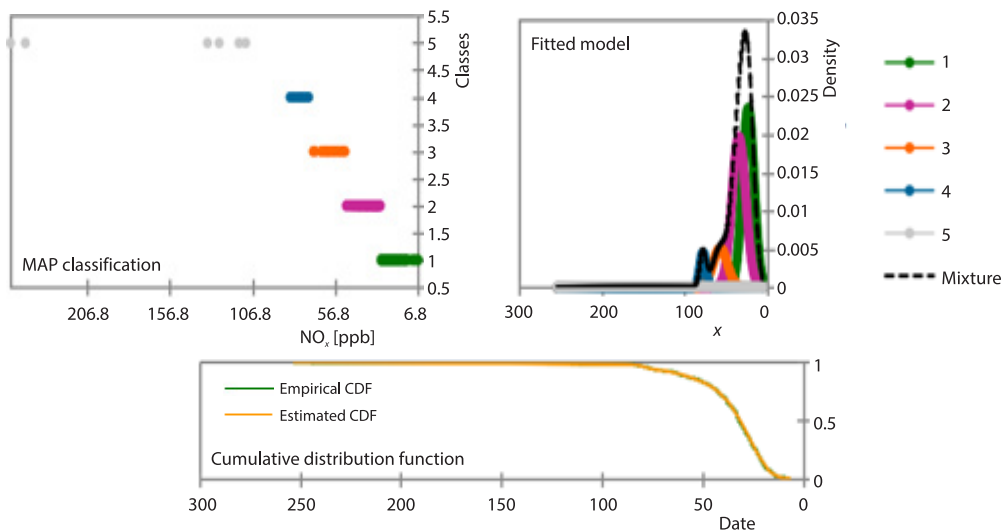 5.5
5
4.5
4
3.5
3
2.5
2
1.5
1
0.5
Classes
MAP classification
206.8 156.8 106.8 56.8 6.8
NOx [ppb]
Fitted model
0.035
0.03
0.025
0.02
0.015
0.01
0.005
0
Density
300 200 100 0
x
1
2
3
4
5
Mixture
Empirical CDF
Estimated CDF
Cumulative distribution function
1
0.5
0
300 250 200 150 100 50 0
Date